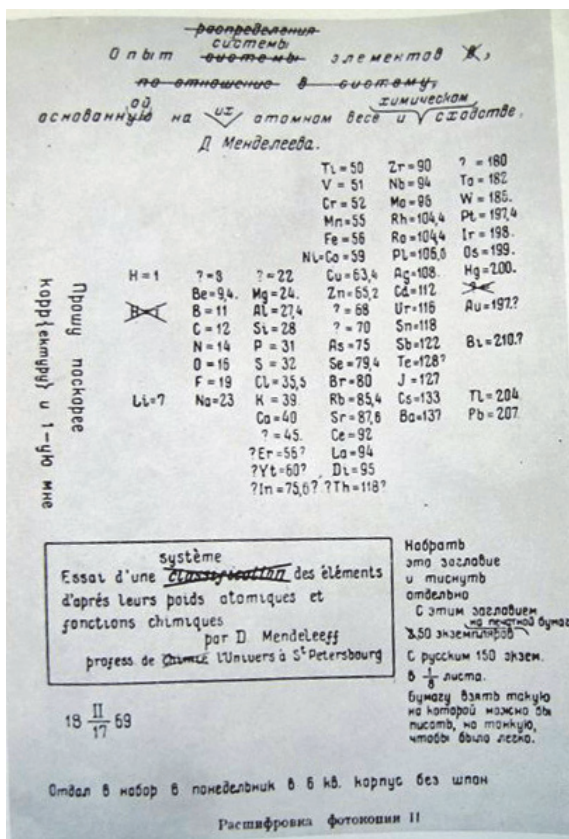 распределения
системы
Опыт системы элементов в,
по отношению в систему,
ой их химическом
основанную на атомном весе и сходстве,
Д Менделеева.
Ti=50 Zr=90 ? =180
V = 51 Nb=94 Ta = 182
Cr = 52 Mo=96 W = 186.
Mn=55 Rh=104,4 Pt=197,4
Fe = 56 Ro=104,4 Ir = 198.
Ni=Co=59 Pl=106,6 Os=199.
H = 1 ?=8 ?=22 Cu=63,4 Ag=108. Hg=200.
Be=9,4. Mg=24. Zn=65,2 Cd=112
B = 11 Al=27,4 ? = 68 Ur=116 Au=197?
C = 12 Si = 28 ? = 70 Sn=118
N = 14 P = 31 As=75 Sb=122 Bi=210?
O = 16 S = 32 Se=79,4 Te=128?
F = 19 Cl=35,5 Br=80 J =127
Li=7 Na=23 K = 39. Rb=85,4 Cs=133 Tl=204.
Ca=40 Sr=87,6 Ba=137 Pb=207.
? =45. Ce=92
?Er=56? La=94
?Yt=60? Di=95
?In=75,6? ?Th=118?
Прошу поскорее
корр{ектуру} и 1-ую мне
système
Essai d'une classification des éléments
d'aprés leurs poids atomiques et
fonctions chimiques
par D. Mendeleeff
profess de Chimie l'Univers à St Petersbourg
Набрать
это заглавие
и тиснуть
отдельно
С этим заглавием
на печатной бумаг
50 экземпляров
С русским 150 экзем.
В 1/8 листа.
Бумагу взять такую
на которой можно бы
писать, но тонкую,
чтобы было легко.
18 II/17 69
Отдал в набор в понедельник в 6 кв. корпус без шпон
Расшифровка фотокопии II